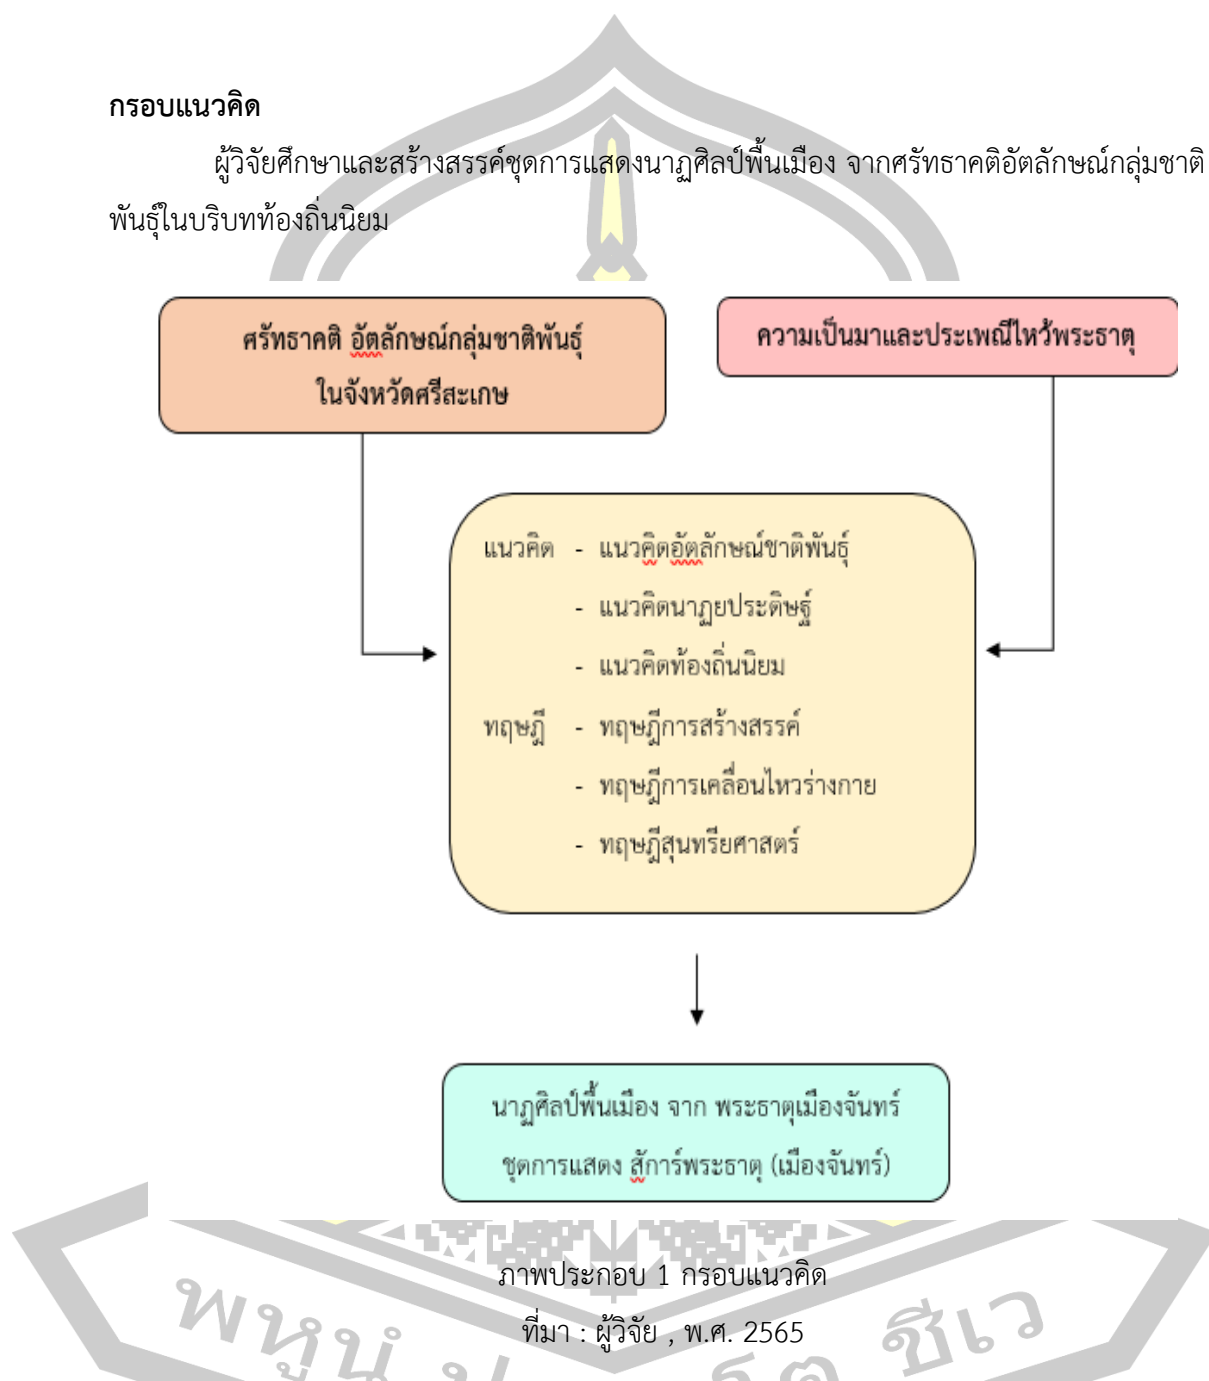 กรอบแนวคิด
ผู้วิจัยศึกษาและสร้างสรรค์ชุดการแสดงนาฏศิลป์พื้นเมือง จากศรัทธาคติอัตลักษณ์กลุ่มชาติ
พันธุ์ในบริบทท้องถิ่นนิยม
ศรัทธาคติ อัตลักษณ์กลุ่มชาติพันธุ์
ในจังหวัดศรีสะเกษ
ความเป็นมาและประเพณีไหว้พระธาตุ
แนวคิด - แนวคิดอัตลักษณ์ชาติพันธุ์
- แนวคิดนาฏยประดิษฐ์
- แนวคิดท้องถิ่นนิยม
ทฤษฎี - ทฤษฎีการสร้างสรรค์
- ทฤษฎีการเคลื่อนไหวร่างกาย
- ทฤษฎีสุนทรียศาสตร์
นาฏศิลป์พื้นเมือง จาก พระธาตุเมืองจันทร์
ชุดการแสดง สัการ์พระธาตุ (เมืองจันทร์)
ภาพประกอบ 1 กรอบแนวคิด
ที่มา : ผู้วิจัย , พ.ศ. 2565
พหูนํ ชีเว